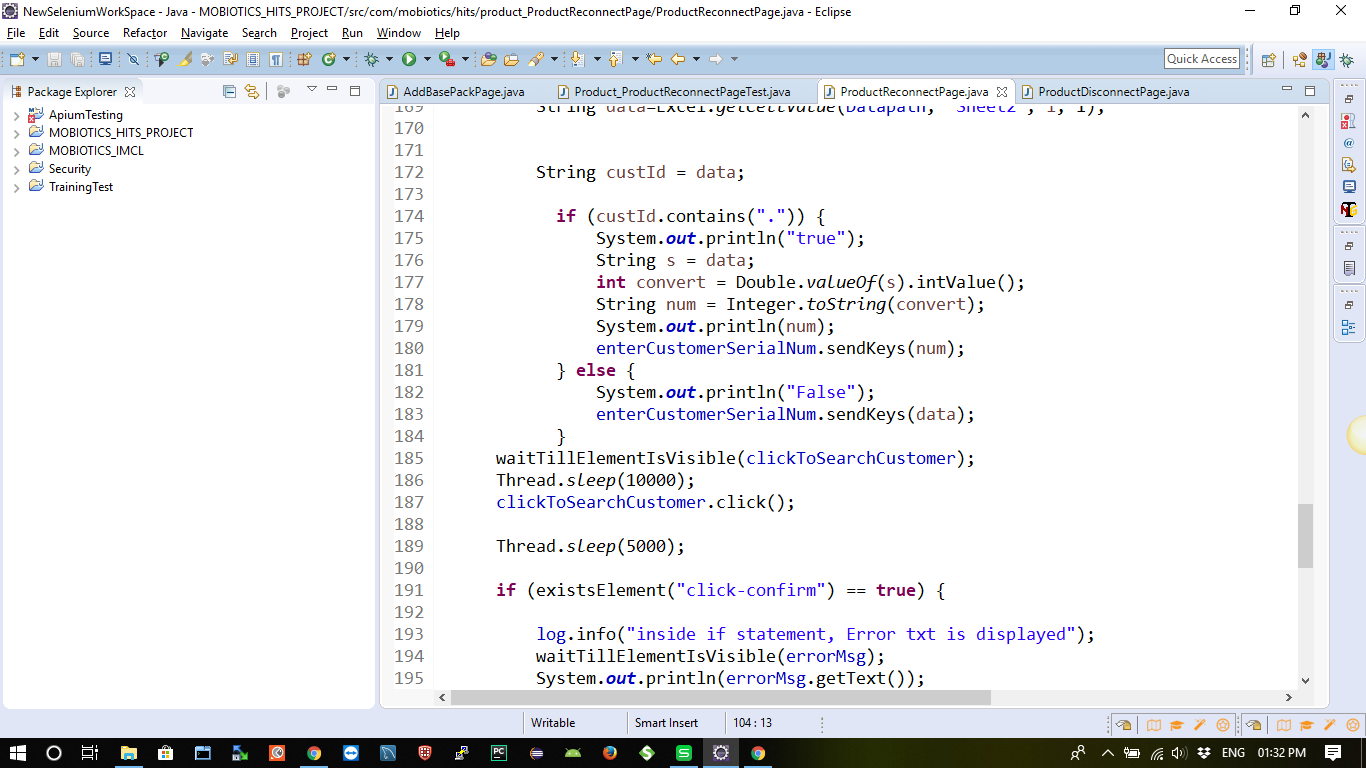 NewSeleniumWorkSpace - Java - MOBIOTICS_HITS_PROJECT/src/com/mobiotics/hits/product_ProductReconnectPage/ProductReconnectPage.java - Eclipse
File Edit Source Refactor Navigate Search Project Run Window Help
Quick Access
Package Explorer
AddBasePackPage.java
Product_ProductReconnectPageTest.java
ProductReconnectPage.java
ProductDisconnectPage.java
ApiumTesting
MOBIOTICS_HITS_PROJECT
MOBIOTICS_IMCL
Security
TrainingTest
169 String data=Excel.getCellValue(Datapath, "Sheet2", 1, 1);
170
171
172 String custId = data;
173
174 if (custId.contains(".")) {
175 System.out.println("true");
176 String s = data;
177 int convert = Double.valueOf(s).intValue();
178 String num = Integer.toString(convert);
179 System.out.println(num);
180 enterCustomerSerialNum.sendKeys(num);
181 } else {
182 System.out.println("False");
183 enterCustomerSerialNum.sendKeys(data);
184 }
185 waitTillElementIsVisible(clickToSearchCustomer);
186 Thread.sleep(10000);
187 clickToSearchCustomer.click();
188
189 Thread.sleep(5000);
190
191 if (existsElement("click-confirm") == true) {
192
193 log.info("inside if statement, Error txt is displayed");
194 waitTillElementIsVisible(errorMsg);
195 System.out.println(errorMsg.getText());
Writable
Smart Insert
104 : 13
ENG
01:32 PM